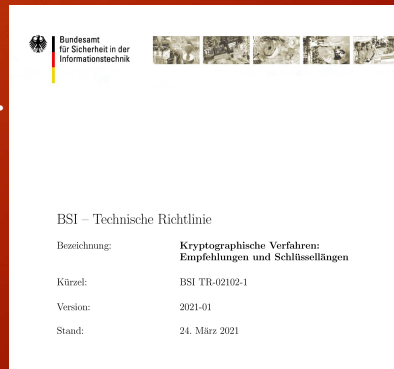 Bundesamt
für Sicherheit in der
Informationstechnik
BSI – Technische Richtlinie
Bezeichnung: Kryptographische Verfahren:
Empfehlungen und Schlüssellängen
Kürzel: BSI TR-02102-1
Version: 2021-01
Stand: 24. März 2021